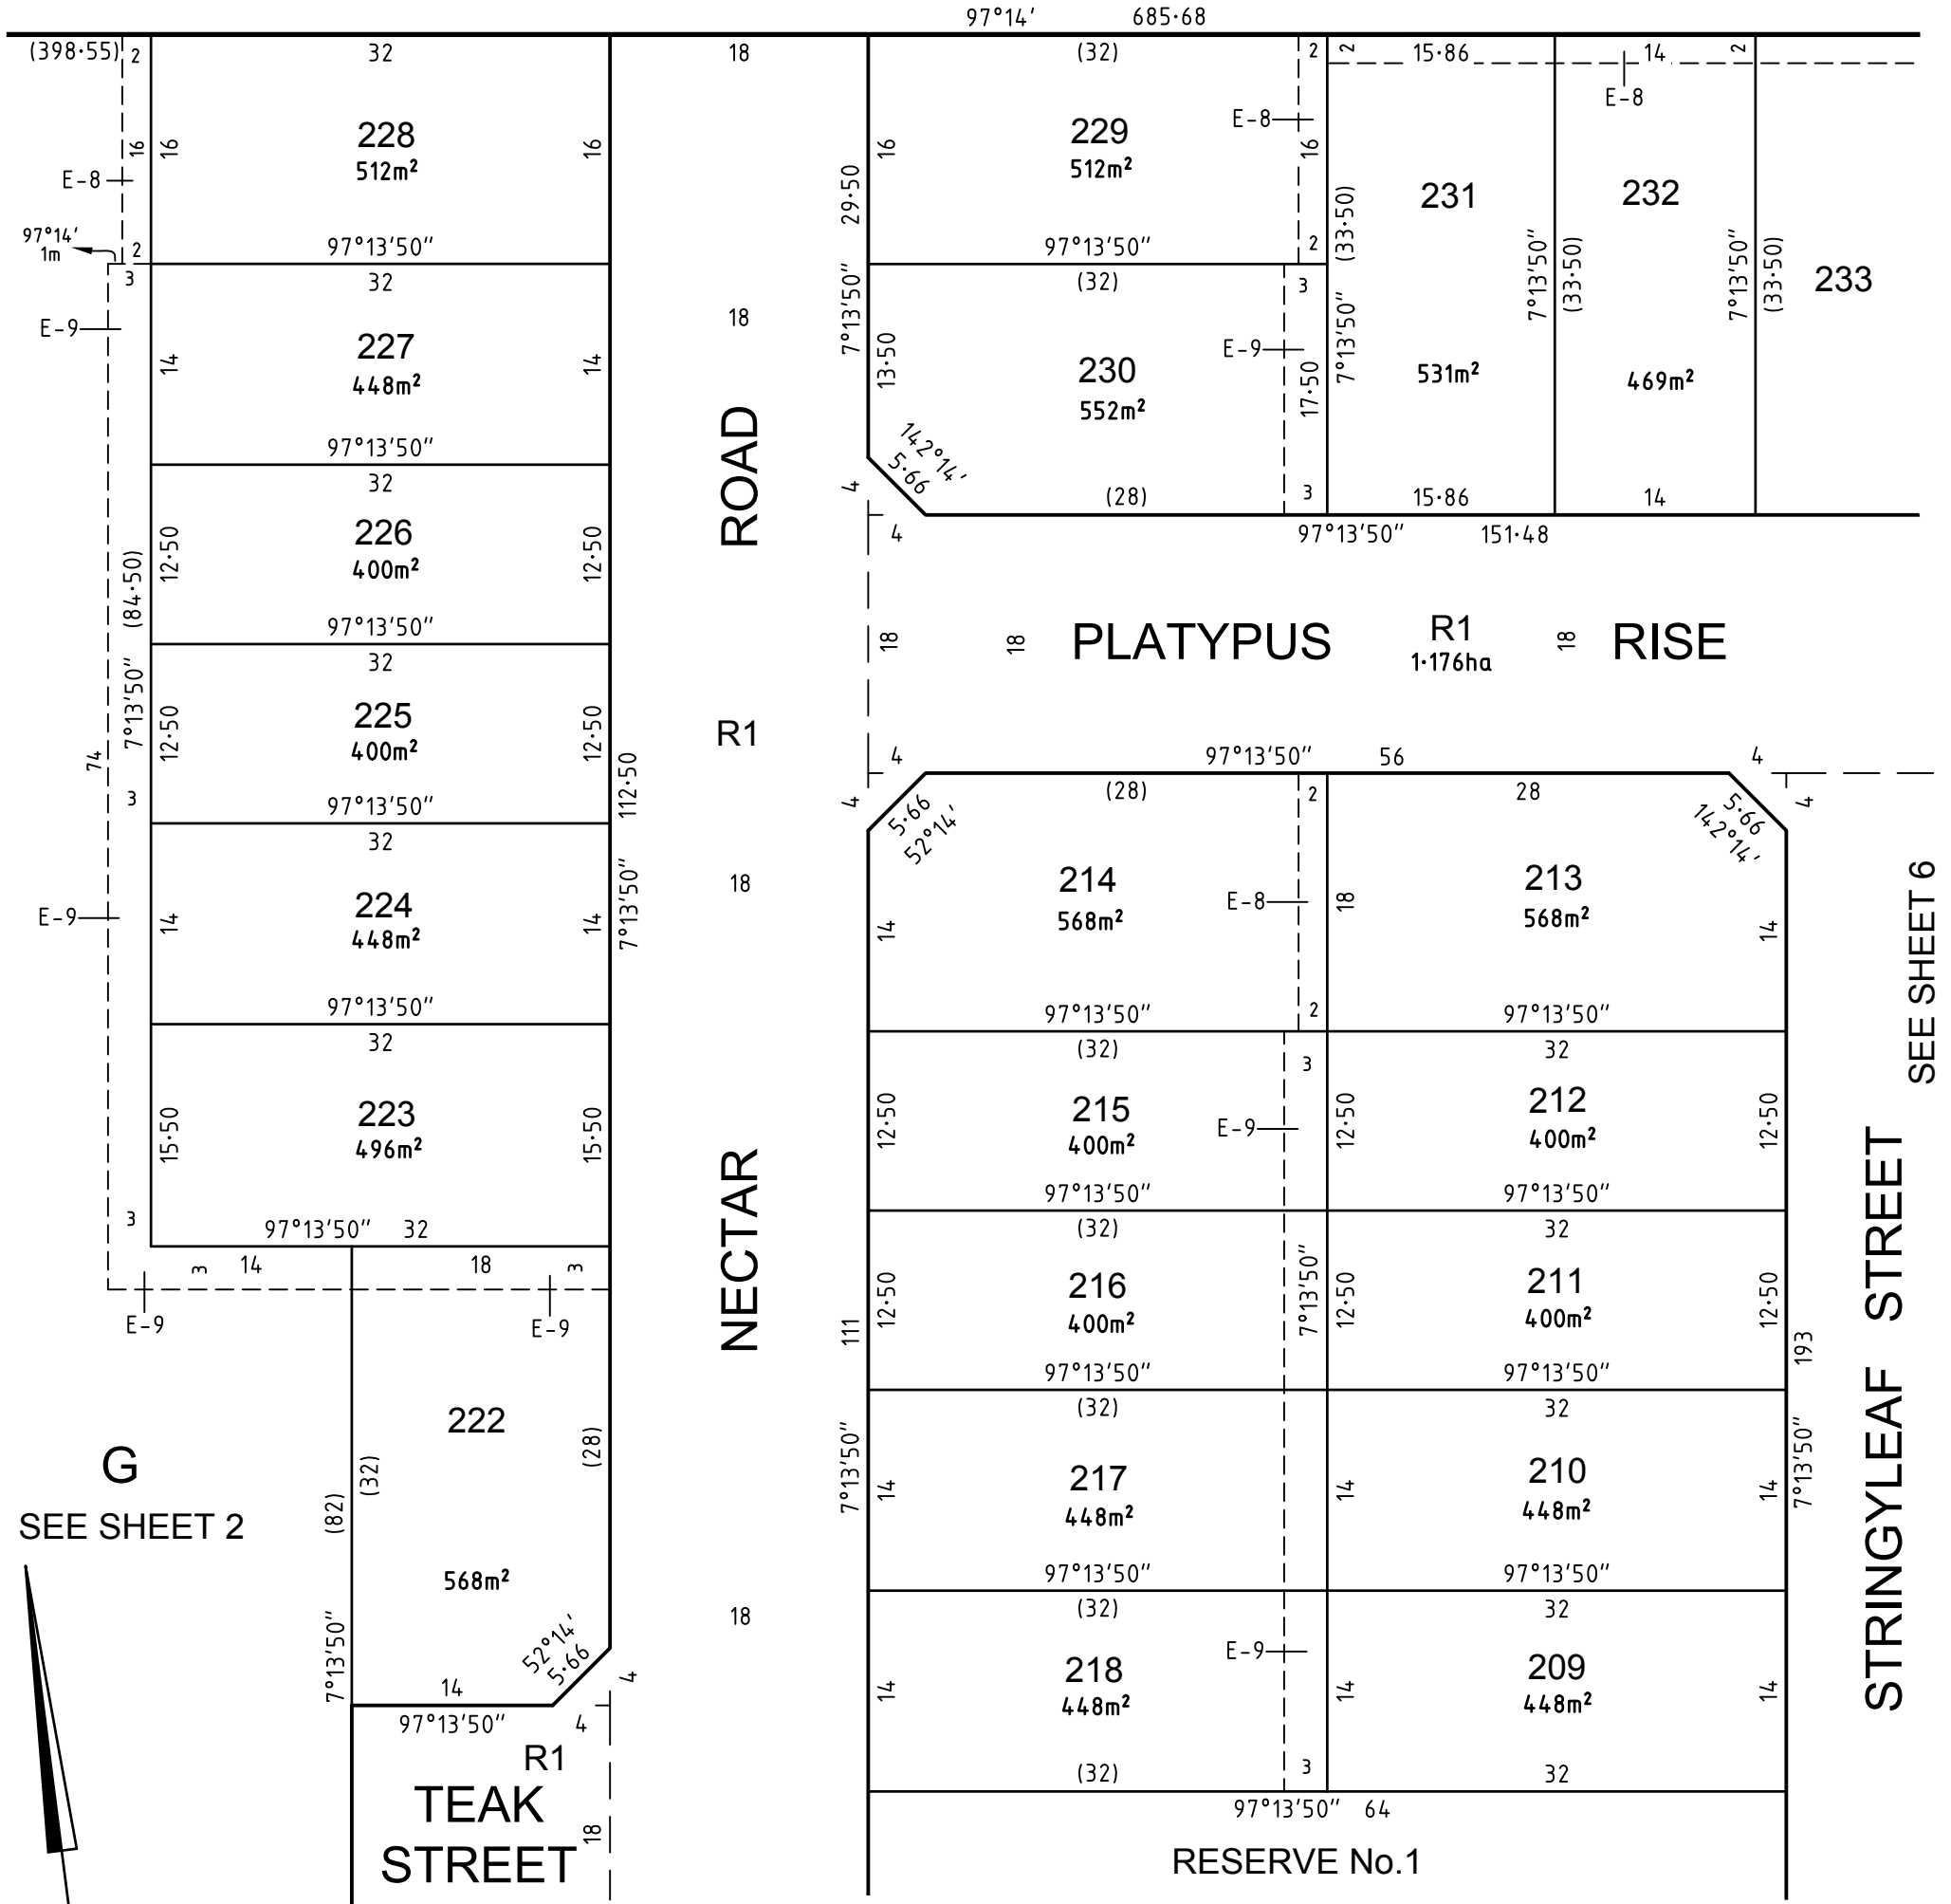 97°14' 685·68
(398·55) 2 32 18 (32) 2 2 15·86 14 2
E-8
228
512m²
16 16 16
E-8
97°14'
1m
2
97°13'50"
229
512m²
16 16
E-8
29·50
97°13'50"
2
231
531m²
(33·50)
7°13'50"
232
469m²
7°13'50"
(33·50)
7°13'50"
(33·50)
233
3
32
E-9
227
448m²
14 14
97°13'50"
18
7°13'50"
(32)
3
230
552m²
13·50
E-9
17·50
142°14'
5·66
4
4
(28)
3
15·86 14
97°13'50" 151·48
32
226
400m²
12·50 12·50
97°13'50"
(84·50)
7°13'50"
74
3
32
225
400m²
12·50 12·50
97°13'50"
112·50
7°13'50"
32
224
448m²
14 14
E-9
97°13'50"
32
223
496m²
15·50 15·50
3
97°13'50" 32
3 14 18 3
E-9 E-9
222
568m²
(32)
(28)
(82)
7°13'50"
52°14'
5·66
4
14
97°13'50" 4
R1
TEAK
STREET
18
G
SEE SHEET 2
NECTAR ROAD
R1
18
18
18 18
PLATYPUS RISE
R1
1·176ha
18
4 97°13'50" 56 4
4
5·66
52°14'
(28) 2 28
5·66
142°14'
4
214
568m²
14
E-8
18
213
568m²
14
97°13'50" 2 97°13'50"
(32) 3 32
215
400m²
12·50
E-9
12·50
212
400m²
12·50
97°13'50" 97°13'50"
(32) 32
216
400m²
12·50
7°13'50"
12·50
211
400m²
12·50
111
7°13'50"
97°13'50" 97°13'50"
(32) 32
217
448m²
14 14
210
448m²
14
193
7°13'50"
97°13'50" 97°13'50"
(32) 32
218
448m²
14
E-9
14
209
448m²
14
(32) 3 32
97°13'50" 64
RESERVE No.1
STRINGYLEAF STREET
SEE SHEET 6